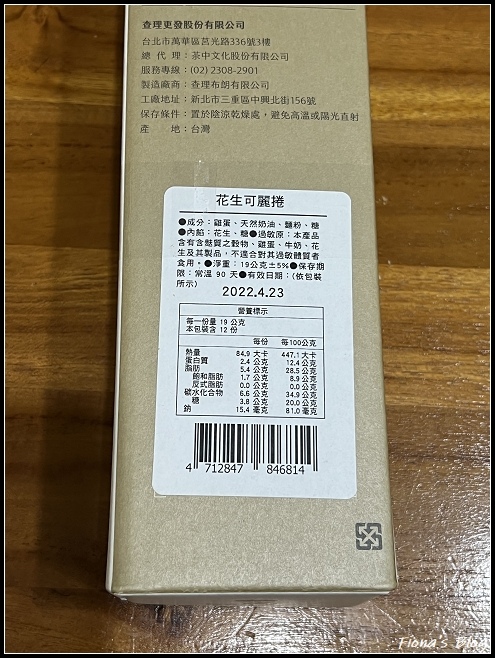 查理更發股份有限公司
台北市萬華區莒光路336號3樓
總 代 理：茶中文化股份有限公司
服務專線：(02) 2308-2901
製造廠商：查理布朗有限公司
工廠地址：新北市三重區中興北街156號
保存條件：置於陰涼乾燥處，避免高溫或陽光直射
產　　地：台灣
花生可麗捲
●成分：雞蛋、天然奶油、麵粉、糖
●內餡：花生、糖●過敏原：本產品
含有含麩質之穀物、雞蛋、牛奶、花
生及其製品，不適合對其過敏體質者
食用。●淨重：19公克±5%●保存期
限：常溫 90 天●有效日期：(依包裝
所示)
2022.4.23
營養標示
每一份量 19 公克
本包裝含 12 份
每份 每100公克
熱量 84.9 大卡 447.1 大卡
蛋白質 2.4 公克 12.4 公克
脂肪 5.4 公克 28.5 公克
飽和脂肪 1.7 公克 8.9 公克
反式脂肪 0.0 公克 0.0 公克
碳水化合物 6.6 公克 34.9 公克
糖 3.8 公克 20.0 公克
鈉 15.4 毫克 81.0 毫克
4 712847 846814
Fiona's Blog